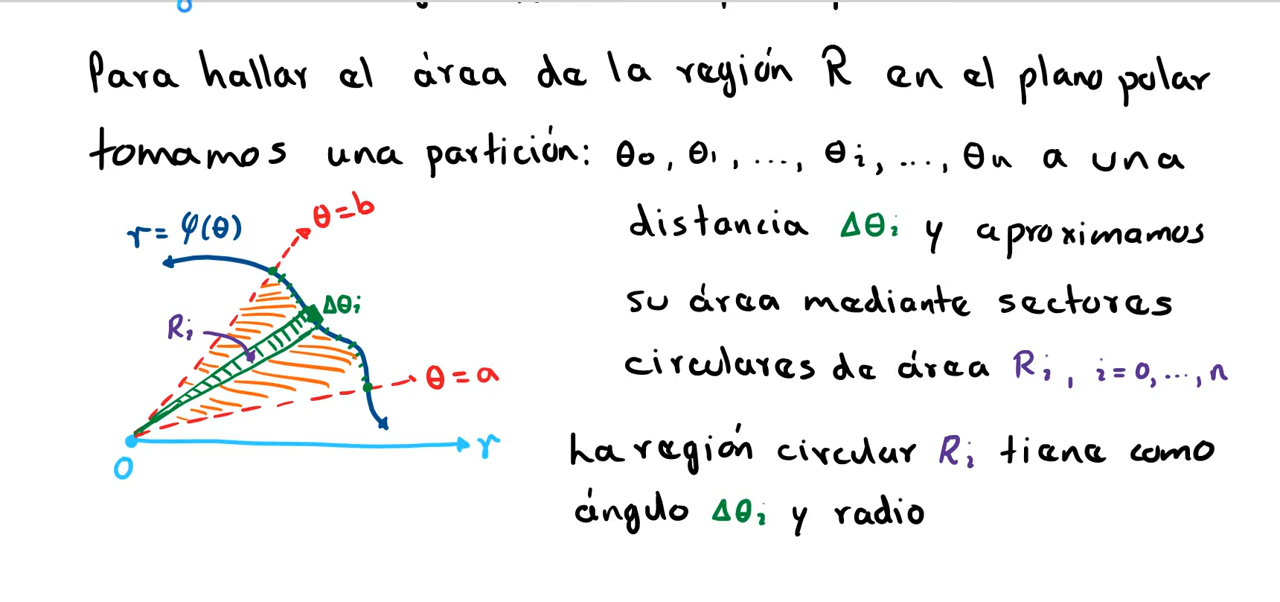 Para hallar el área de la región R en el plano polar
tomamos una partición: θ0, θ1, ..., θi, ..., θn a una
distancia Δθi y aproximamos
su área mediante sectores
circulares de área Ri, i=0,...,n
La región circular Ri tiene como
ángulo Δθi y radio
r=φ(θ)
θ=b
Δθi
Ri
θ=a
r
0